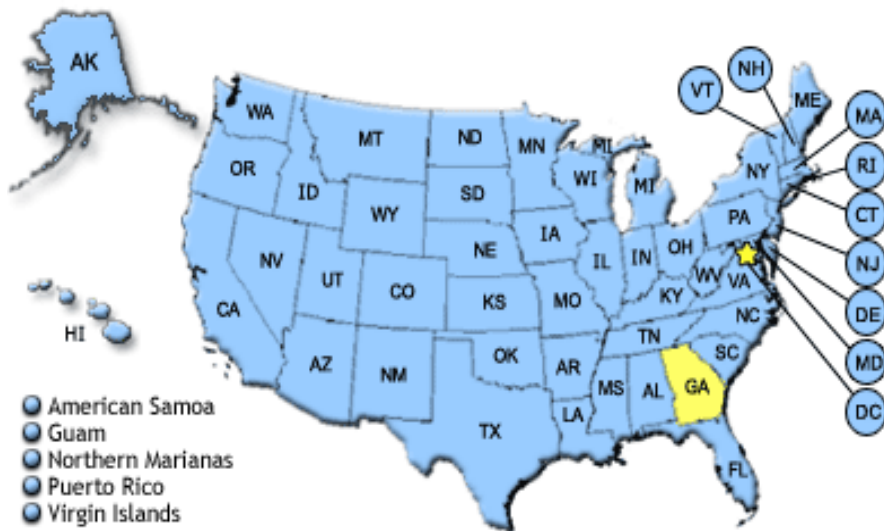 AK
NH
VT
ME
MA
WA
MT
ND
MN
MI
OR
ID
SD
WI
MI
NY
RI
WY
CT
IA
PA
NE
NJ
NV
UT
CO
IL
IN
OH
WV
VA
DE
CA
KS
MO
KY
HI
NC
TN
MD
AZ
NM
OK
AR
SC
MS
AL
GA
DC
American Samoa
LA
Guam
TX
Northern Marianas
FL
Puerto Rico
Virgin Islands